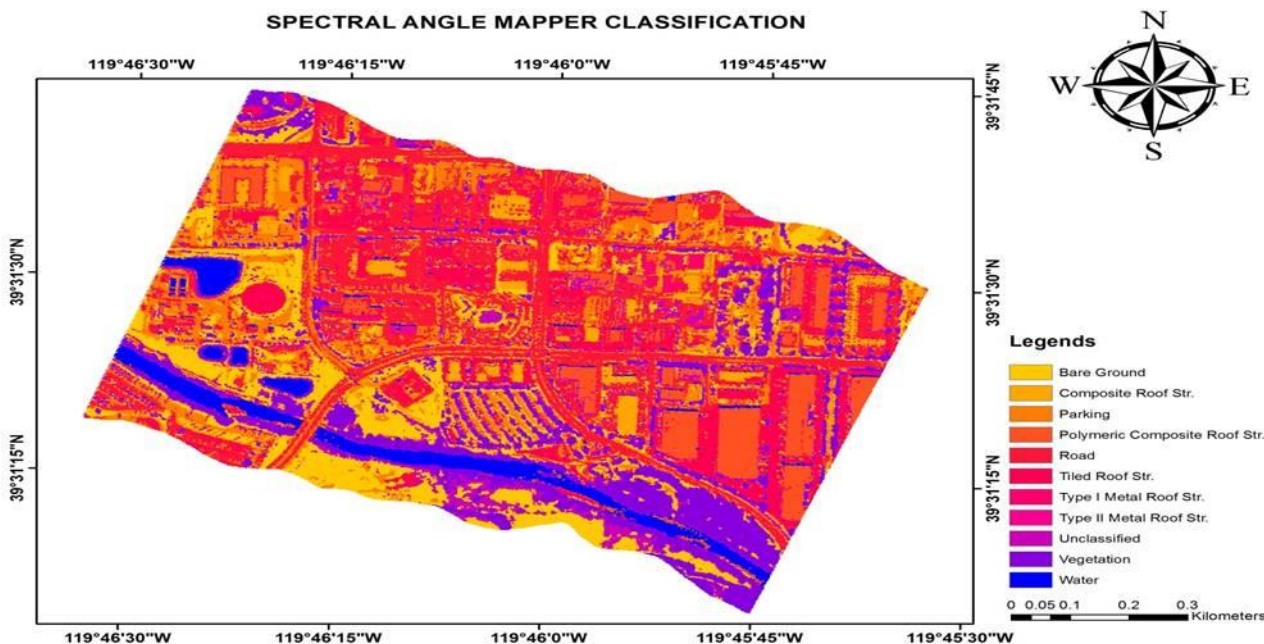 SPECTRAL ANGLE MAPPER CLASSIFICATION
119°46'30"W 119°46'15"W 119°46'0"W 119°45'45"W
N
W E
S
39°31'45"N
39°31'30"N
39°31'30"N
39°31'15"N
39°31'15"N
Legends
Bare Ground
Composite Roof Str.
Parking
Polymeric Composite Roof Str.
Road
Tiled Roof Str.
Type I Metal Roof Str.
Type II Metal Roof Str.
Unclassified
Vegetation
Water
0 0.05 0.1 0.2 0.3
Kilometers
119°46'30"W 119°46'15"W 119°46'0"W 119°45'45"W 119°45'30"W